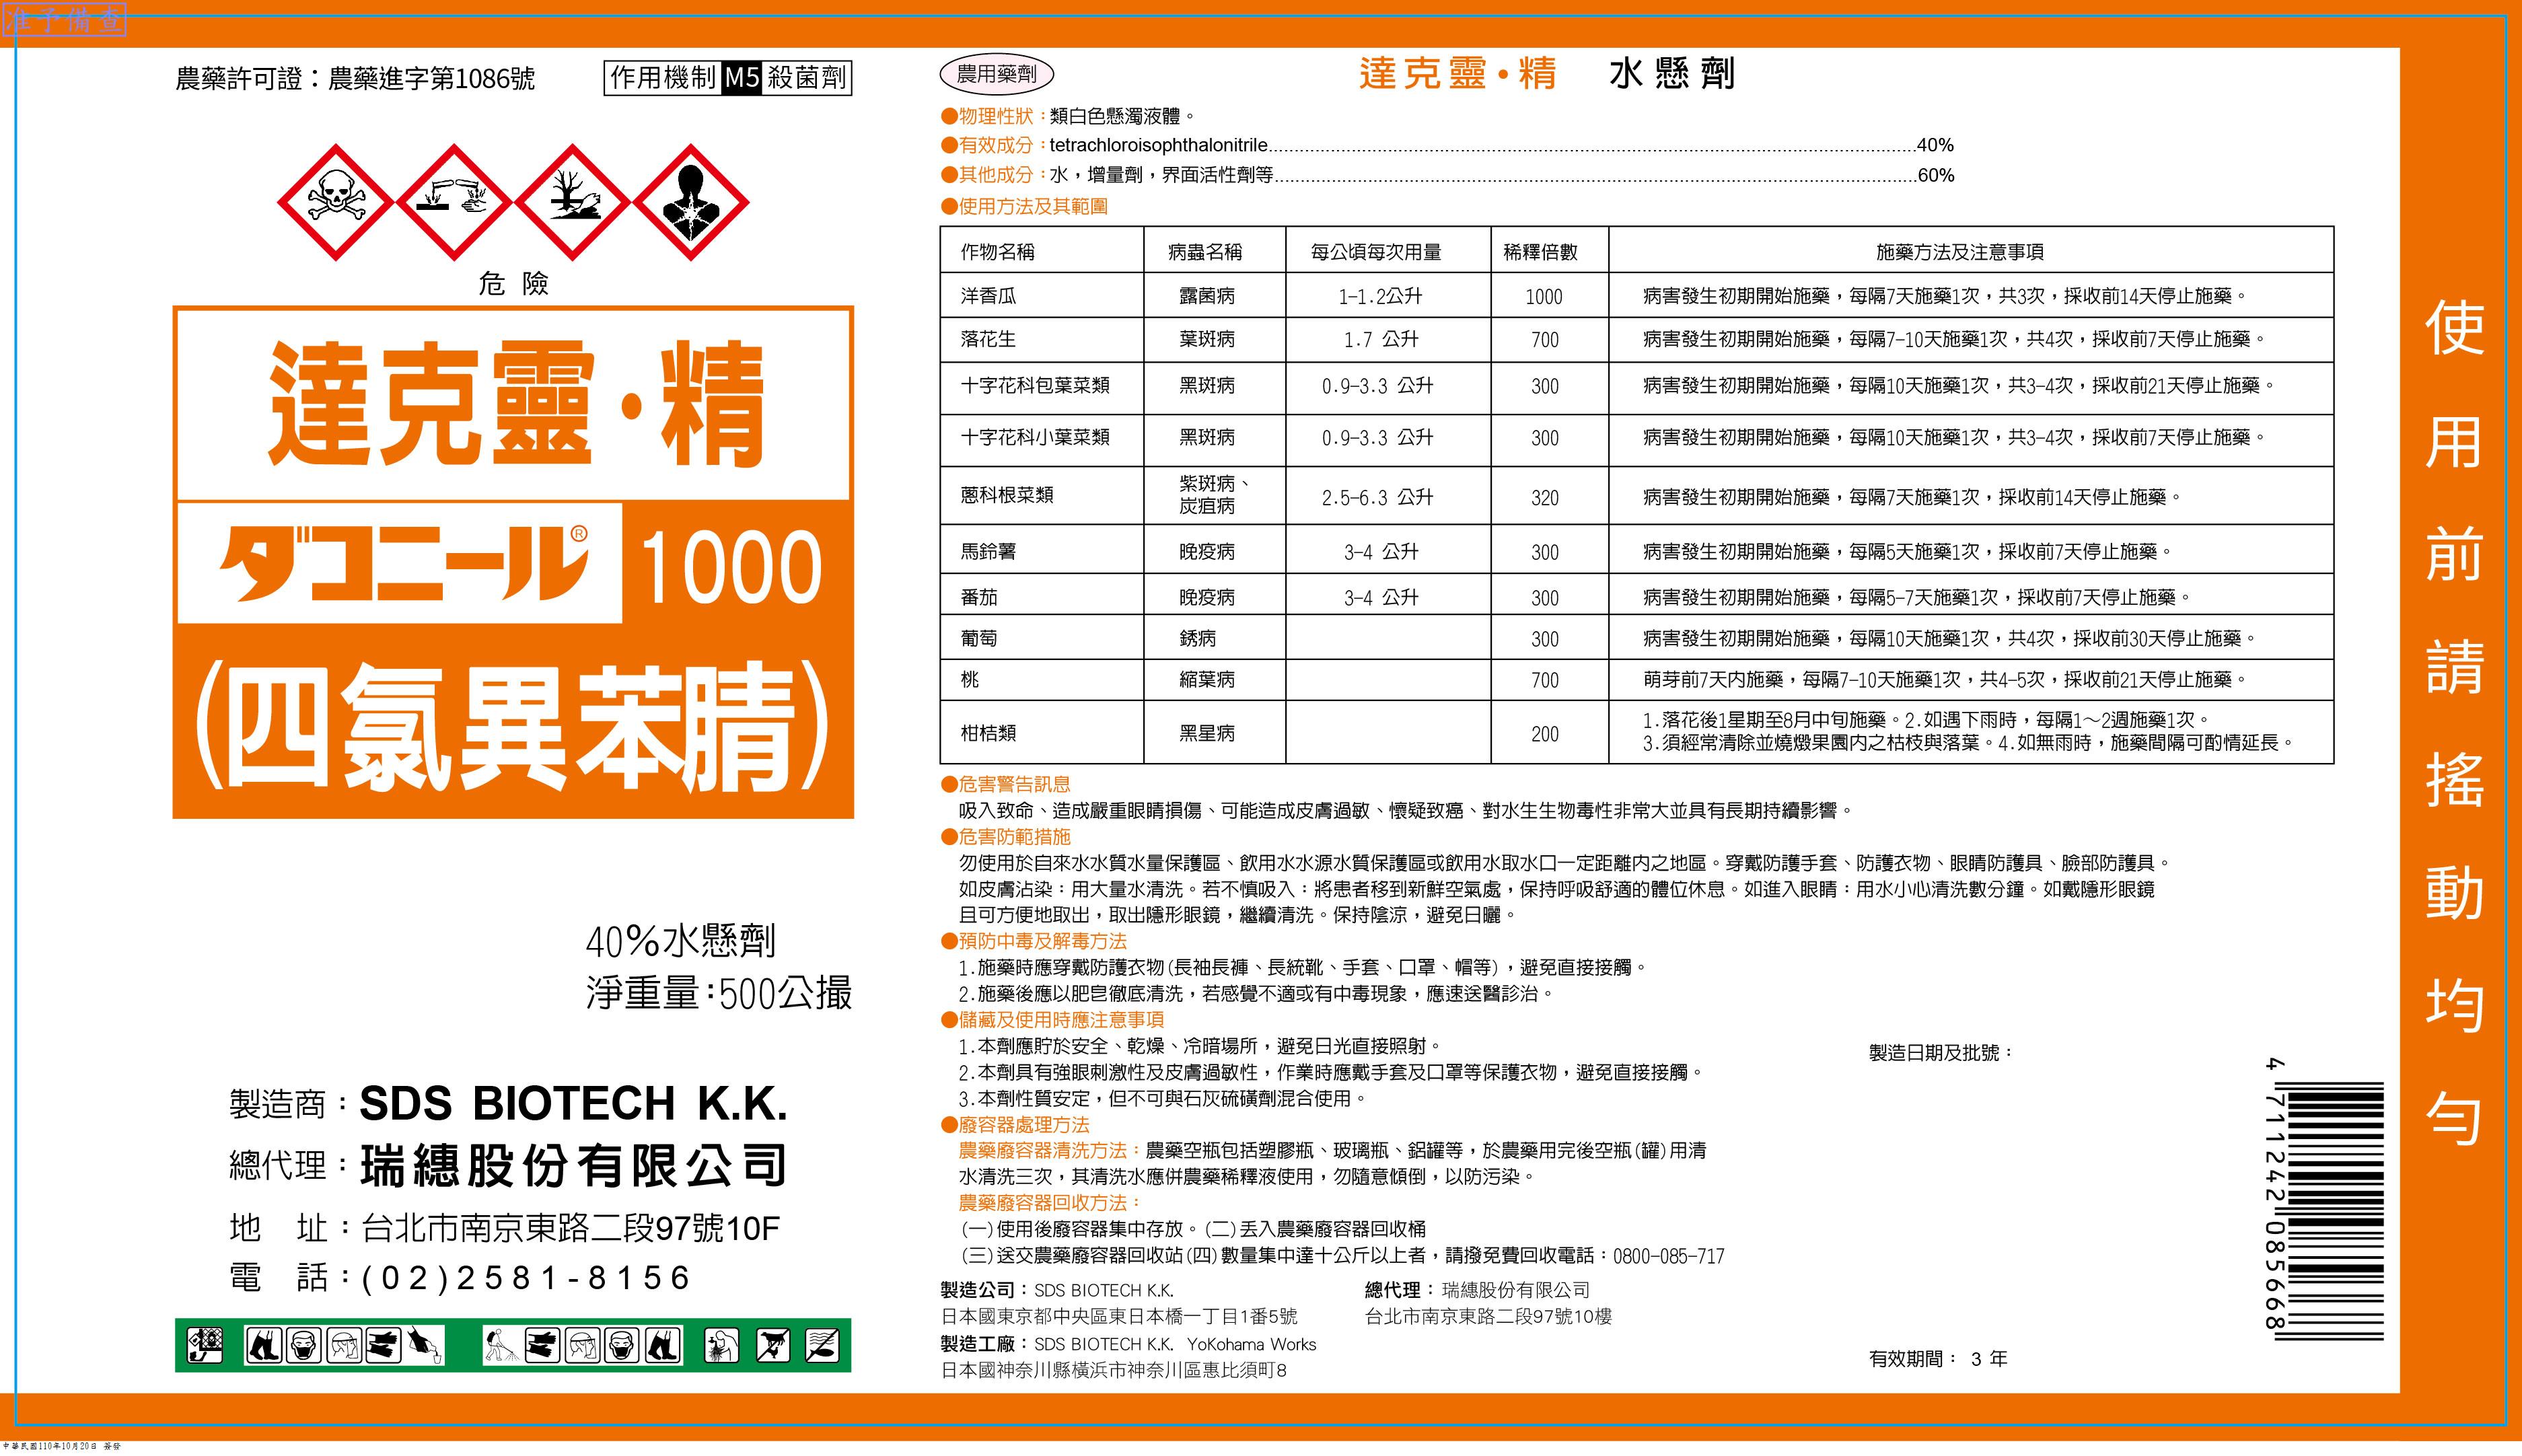 准予備查
農藥許可證：農藥進字第1086號
作用機制 M5 殺菌劑
危 險
達克靈・精
ダコニール® 1000
(四氯異苯腈)
40%水懸劑
淨重量:500公撮
製造商：SDS BIOTECH K.K.
總代理：瑞繐股份有限公司
地　址：台北市南京東路二段97號10F
電　話：(02)2581-8156
農用藥劑
達克靈・精　水懸劑
●物理性狀：類白色懸濁液體。
●有效成分：tetrachloroisophthalonitrile...40%
●其他成分：水，增量劑，界面活性劑等...60%
●使用方法及其範圍
作物名稱 病蟲名稱 每公頃每次用量 稀釋倍數 施藥方法及注意事項
洋香瓜 露菌病 1-1.2公升 1000 病害發生初期開始施藥，每隔7天施藥1次，共3次，採收前14天停止施藥。
落花生 葉斑病 1.7 公升 700 病害發生初期開始施藥，每隔7-10天施藥1次，共4次，採收前7天停止施藥。
十字花科包葉菜類 黑斑病 0.9-3.3 公升 300 病害發生初期開始施藥，每隔10天施藥1次，共3-4次，採收前21天停止施藥。
十字花科小葉菜類 黑斑病 0.9-3.3 公升 300 病害發生初期開始施藥，每隔10天施藥1次，共3-4次，採收前7天停止施藥。
蔥科根菜類 紫斑病、炭疽病 2.5-6.3 公升 320 病害發生初期開始施藥，每隔7天施藥1次，採收前14天停止施藥。
馬鈴薯 晚疫病 3-4 公升 300 病害發生初期開始施藥，每隔5天施藥1次，採收前7天停止施藥。
番茄 晚疫病 3-4 公升 300 病害發生初期開始施藥，每隔5-7天施藥1次，採收前7天停止施藥。
葡萄 銹病 300 病害發生初期開始施藥，每隔10天施藥1次，共4次，採收前30天停止施藥。
桃 縮葉病 700 萌芽前7天內施藥，每隔7-10天施藥1次，共4-5次，採收前21天停止施藥。
柑桔類 黑星病 200 1.落花後1星期至8月中旬施藥。2.如遇下雨時，每隔1～2週施藥1次。
3.須經常清除並燒燬果園內之枯枝與落葉。4.如無雨時，施藥間隔可酌情延長。
●危害警告訊息
吸入致命、造成嚴重眼睛損傷、可能造成皮膚過敏、懷疑致癌、對水生生物毒性非常大並具有長期持續影響。
●危害防範措施
勿使用於自來水水質水量保護區、飲用水水源水質保護區或飲用水取水口一定距離內之地區。穿戴防護手套、防護衣物、眼睛防護具、臉部防護具。
如皮膚沾染：用大量水清洗。若不慎吸入：將患者移到新鮮空氣處，保持呼吸舒適的體位休息。如進入眼睛：用水小心清洗數分鐘。如戴隱形眼鏡
且可方便地取出，取出隱形眼鏡，繼續清洗。保持陰涼，避免日曬。
●預防中毒及解毒方法
1.施藥時應穿戴防護衣物(長袖長褲、長統靴、手套、口罩、帽等)，避免直接接觸。
2.施藥後應以肥皂徹底清洗，若感覺不適或有中毒現象，應速送醫診治。
●儲藏及使用時應注意事項
1.本劑應貯於安全、乾燥、冷暗場所，避免日光直接照射。
2.本劑具有強眼刺激性及皮膚過敏性，作業時應戴手套及口罩等保護衣物，避免直接接觸。
3.本劑性質安定，但不可與石灰硫磺劑混合使用。
●廢容器處理方法
農藥廢容器清洗方法：農藥空瓶包括塑膠瓶、玻璃瓶、鋁罐等，於農藥用完後空瓶(罐)用清
水清洗三次，其清洗水應併農藥稀釋液使用，勿隨意傾倒，以防污染。
農藥廢容器回收方法：
(一)使用後廢容器集中存放。(二)丟入農藥廢容器回收桶
(三)送交農藥廢容器回收站(四)數量集中達十公斤以上者，請撥免費回收電話：0800-085-717
製造公司：SDS BIOTECH K.K.
日本國東京都中央區東日本橋一丁目1番5號
製造工廠：SDS BIOTECH K.K. YoKohama Works
日本國神奈川縣橫浜市神奈川區惠比須町8
總代理：瑞繐股份有限公司
台北市南京東路二段97號10樓
製造日期及批號：
有效期間： 3 年
4 711242 085668
使用前請搖動均勻
中華民國110年10月20日 簽發